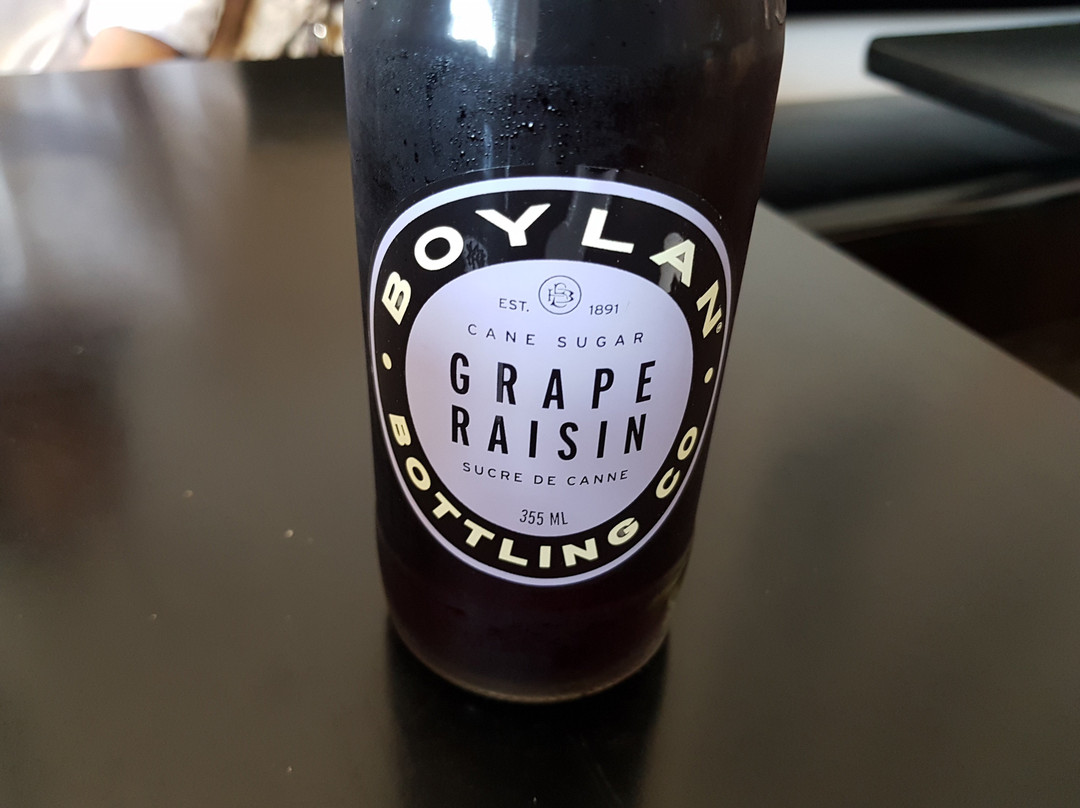 BOYLAN®
EST. 1891
CANE SUGAR
GRAPE
RAISIN
SUCRE DE CANNE
355 ML
BOTTLING CO